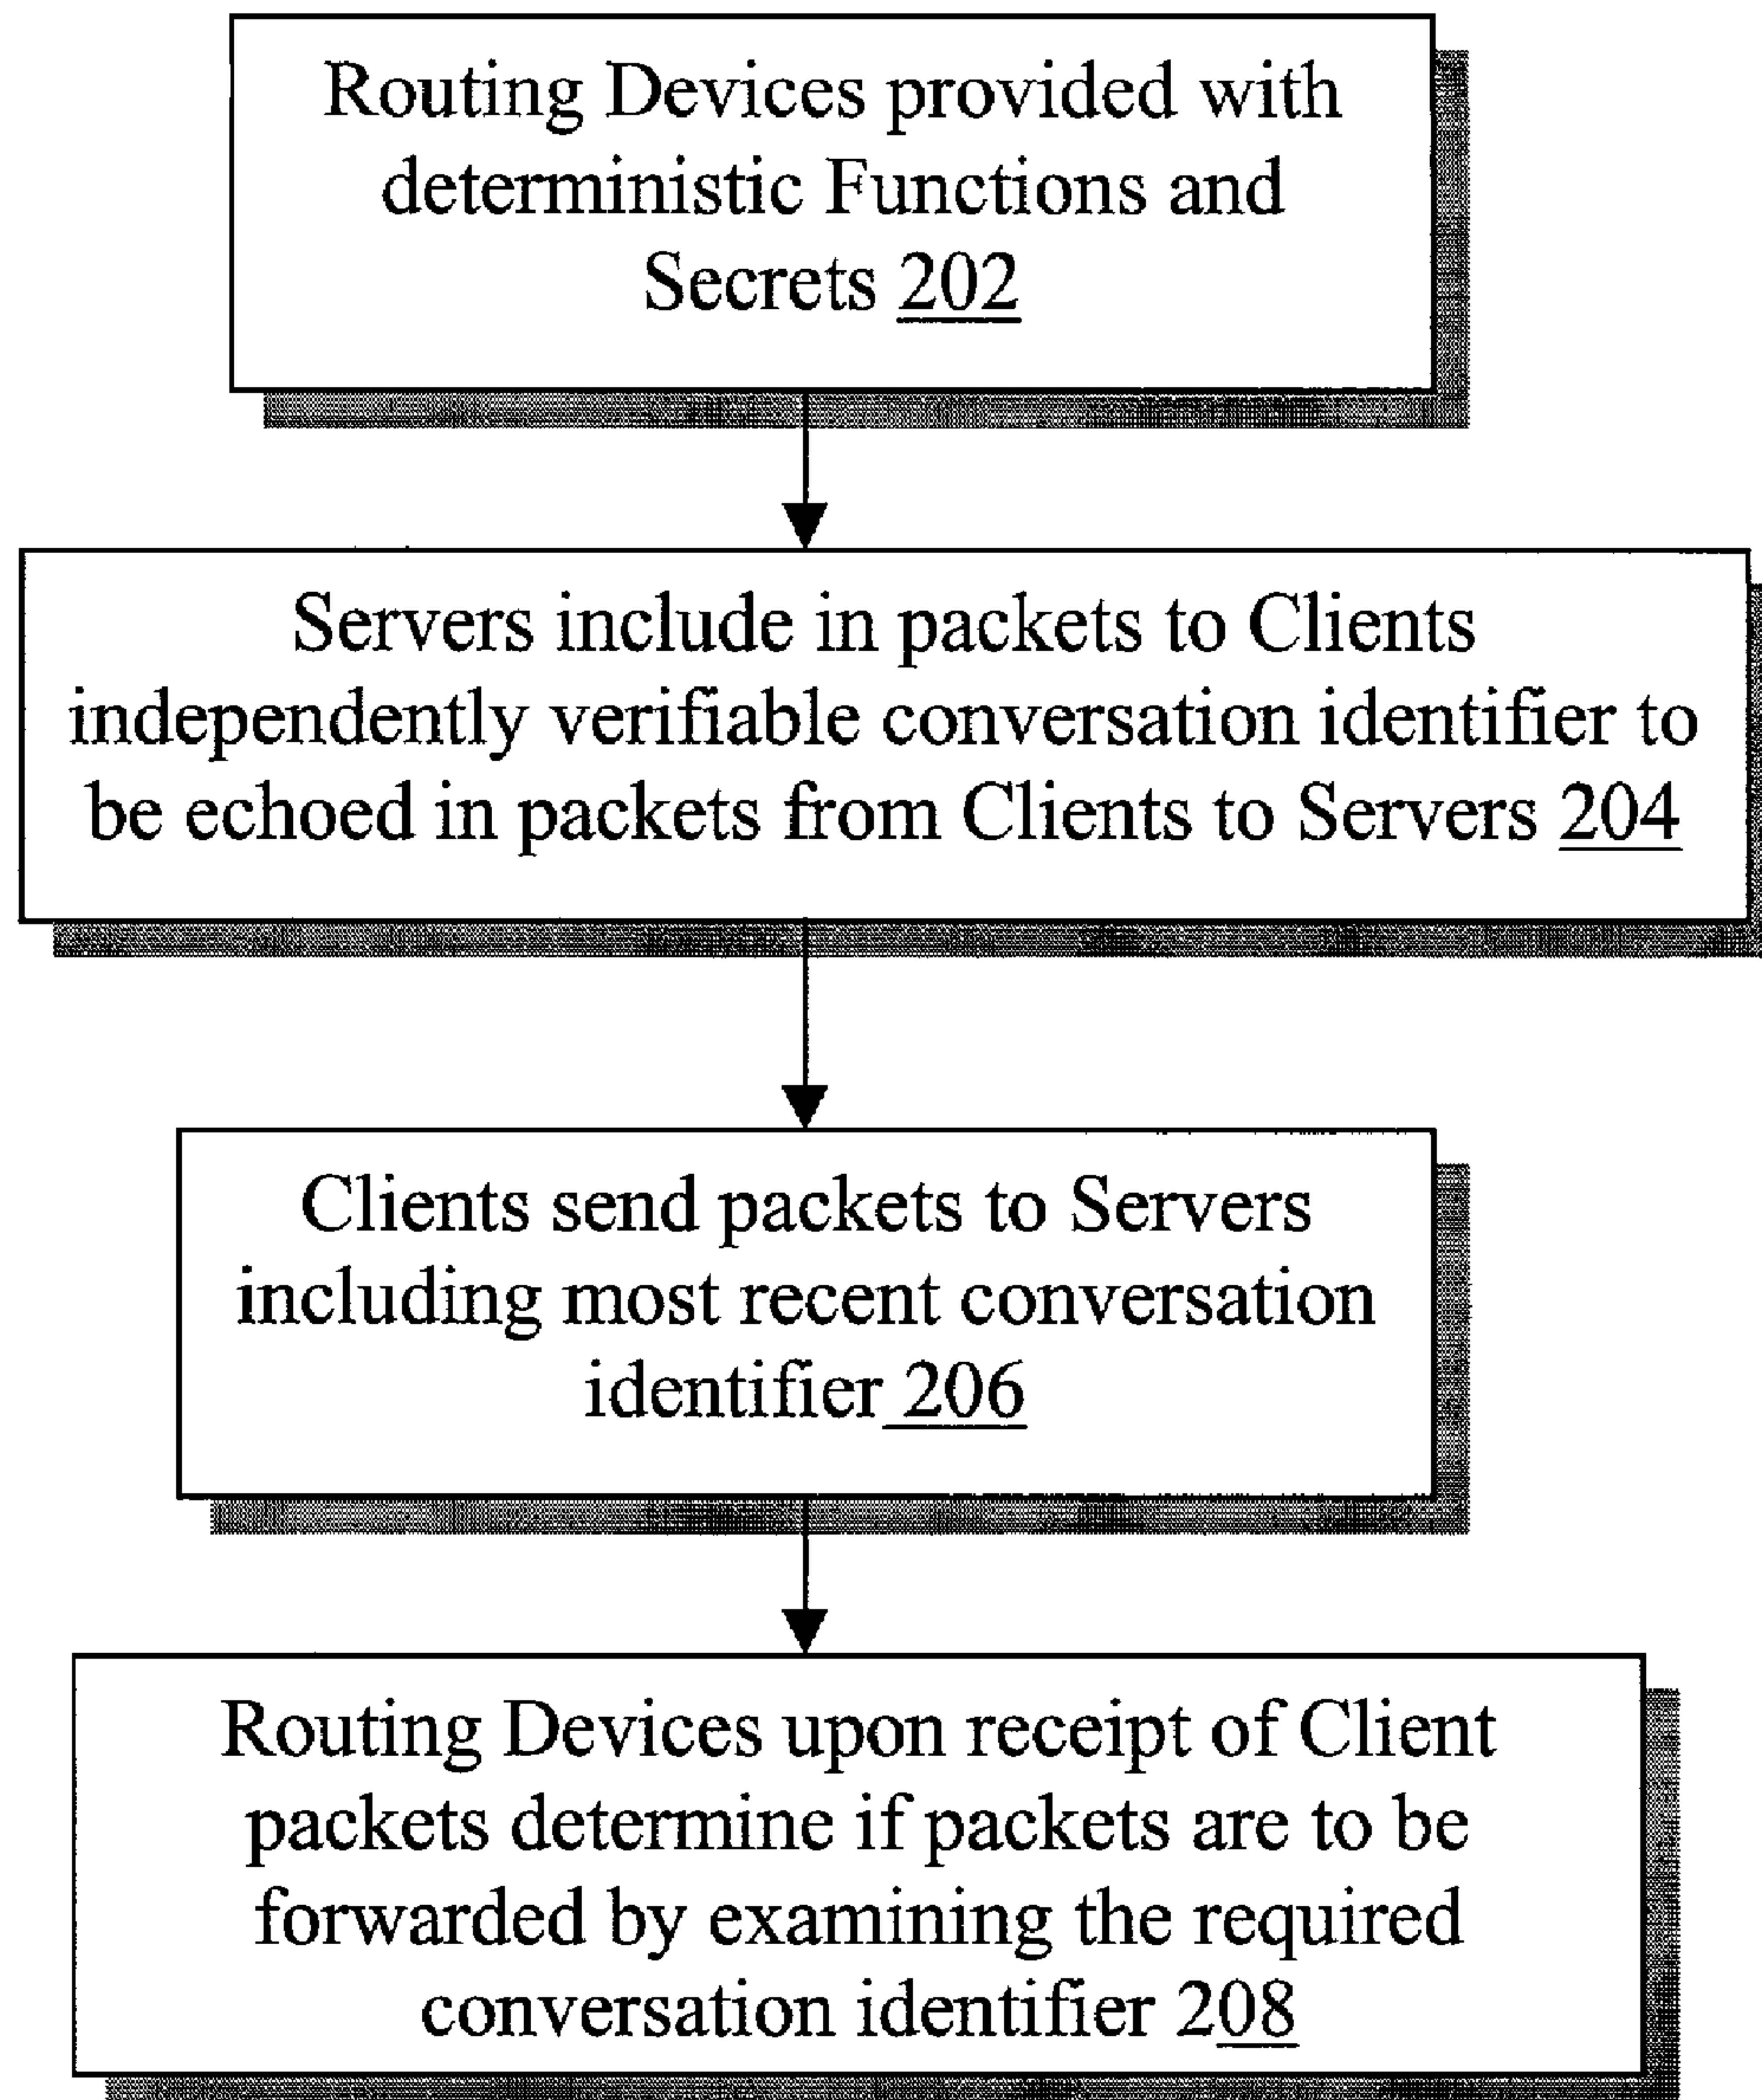 Routing Devices provided with
deterministic Functions and
Secrets 202
Servers include in packets to Clients
independently verifiable conversation identifier to
be echoed in packets from Clients to Servers 204
Clients send packets to Servers
including most recent conversation
identifier 206
Routing Devices upon receipt of Client
packets determine if packets are to be
forwarded by examining the required
conversation identifier 208